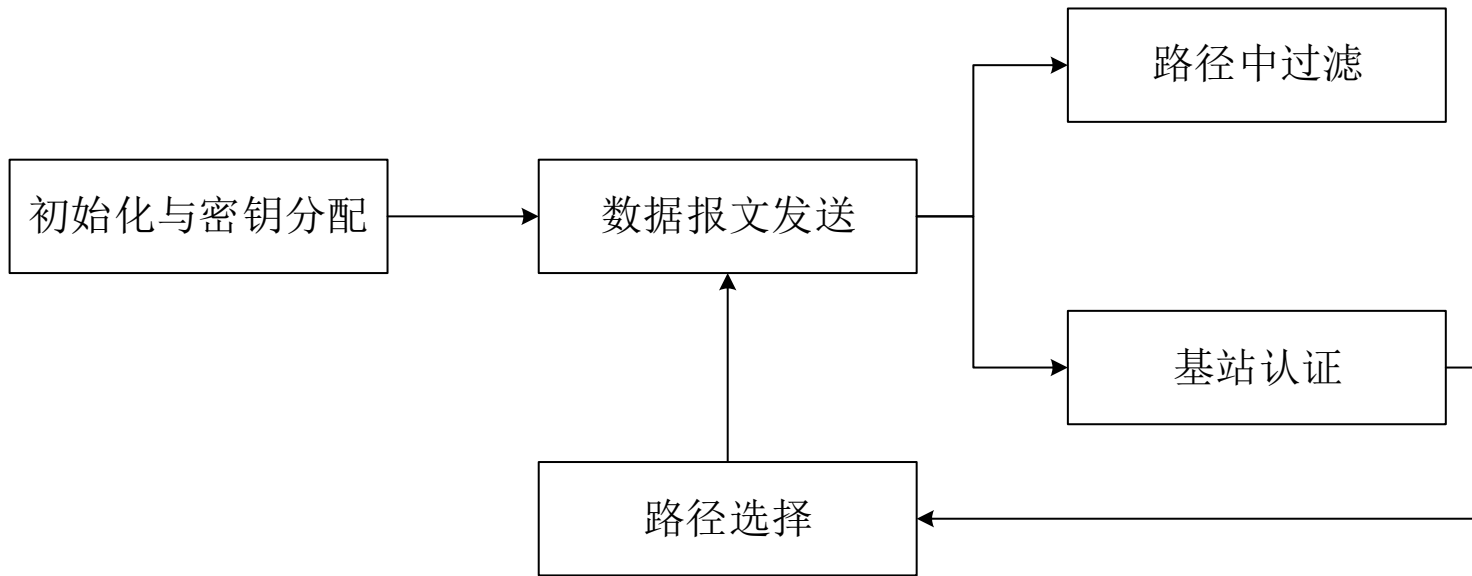 路径中过滤
初始化与密钥分配
数据报文发送
基站认证
路径选择